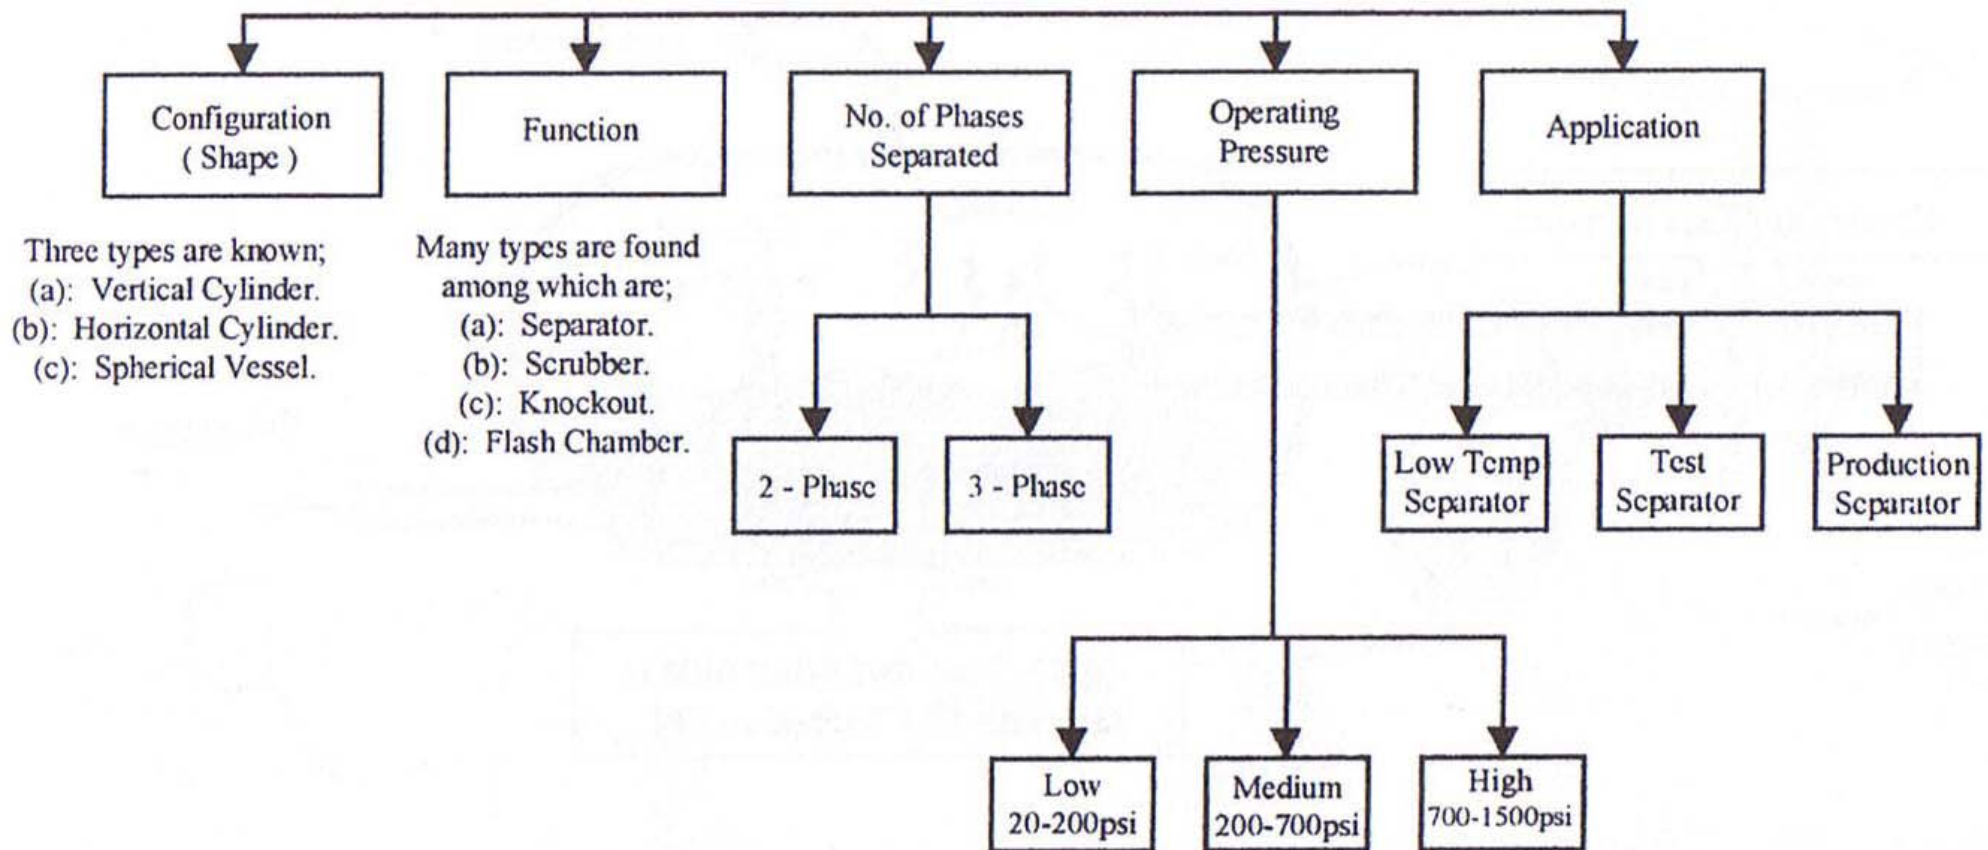 Configuration
( Shape )
Function
No. of Phases
Separated
Operating
Pressure
Application
Three types are known;
(a): Vertical Cylinder.
(b): Horizontal Cylinder.
(c): Spherical Vessel.
Many types are found
among which are;
(a): Separator.
(b): Scrubber.
(c): Knockout.
(d): Flash Chamber.
2 - Phase
3 - Phase
Low Temp
Separator
Test
Separator
Production
Separator
Low
20-200psi
Medium
200-700psi
High
700-1500psi